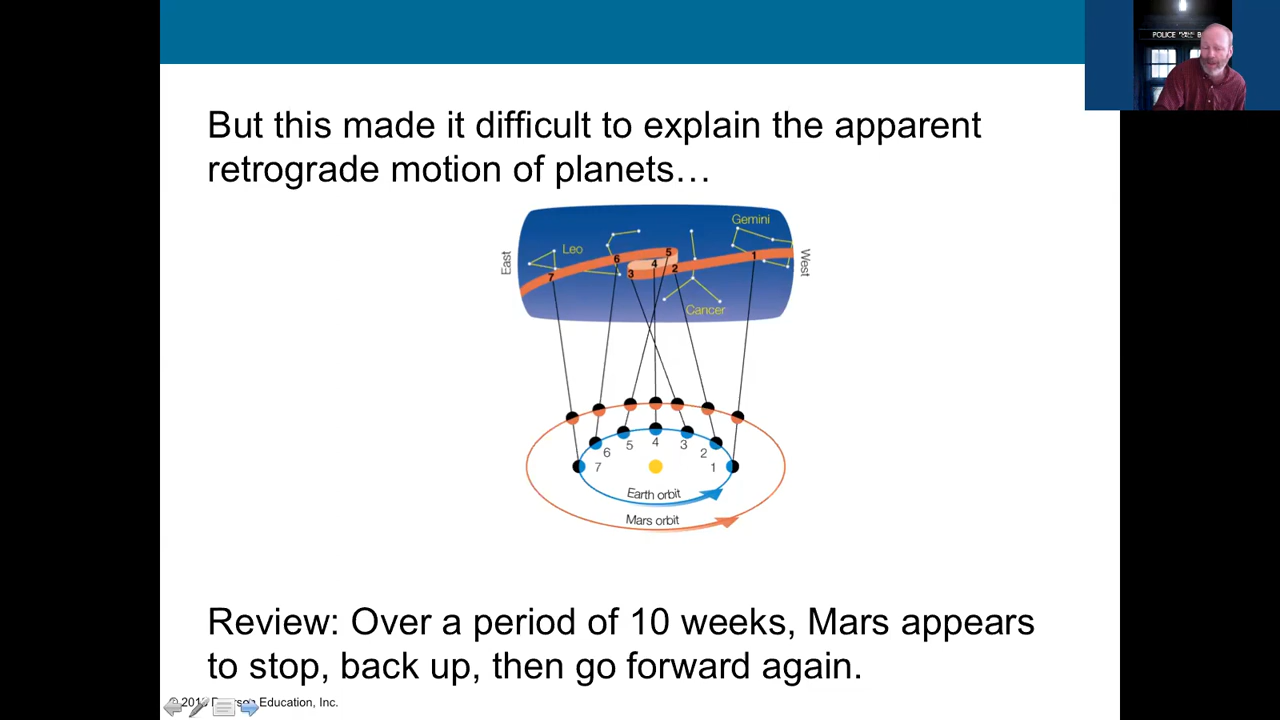 POLICE
But this made it difficult to explain the apparent
retrograde motion of planets…
Gemini
Leo
East
West
5
6
4
1
3
2
7
Cancer
6
5
4
3
2
7
1
Earth orbit
Mars orbit
Review: Over a period of 10 weeks, Mars appears
to stop, back up, then go forward again.
Education, Inc.